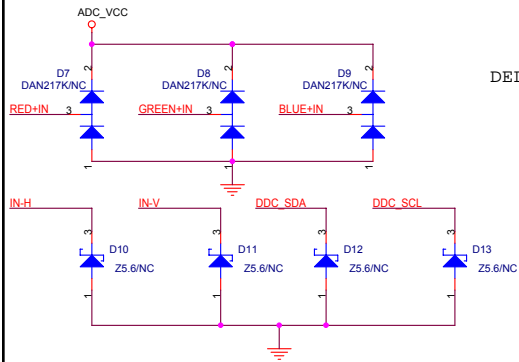 ADC_VCC
D7
DAN217K/NC
D8
DAN217K/NC
D9
DAN217K/NC
2
2
2
RED+IN
3
GREEN+IN
3
BLUE+IN
3
1
1
1
IN-H
IN-V
DDC_SDA
DDC_SCL
3
3
3
3
D10
Z5.6/NC
D11
Z5.6/NC
D12
Z5.6/NC
D13
Z5.6/NC
1
1
1
1